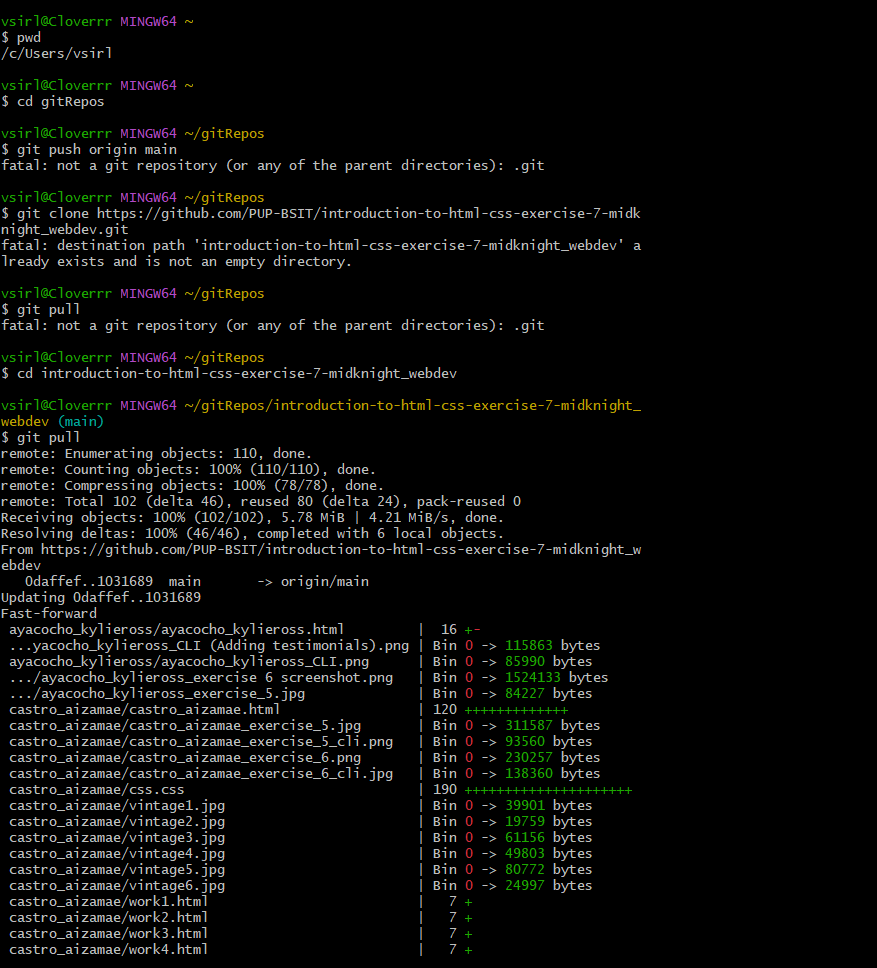 vsirl@Cloverrr MINGW64 ~
$ pwd
/c/Users/vsirl
vsirl@Cloverrr MINGW64 ~
$ cd gitRepos
vsirl@Cloverrr MINGW64 ~/gitRepos
$ git push origin main
fatal: not a git repository (or any of the parent directories): .git
vsirl@Cloverrr MINGW64 ~/gitRepos
$ git clone https://github.com/PUP-BSIT/introduction-to-html-css-exercise-7-midk
night_webdev.git
fatal: destination path 'introduction-to-html-css-exercise-7-midknight_webdev' a
lready exists and is not an empty directory.
vsirl@Cloverrr MINGW64 ~/gitRepos
$ git pull
fatal: not a git repository (or any of the parent directories): .git
vsirl@Cloverrr MINGW64 ~/gitRepos
$ cd introduction-to-html-css-exercise-7-midknight_webdev
vsirl@Cloverrr MINGW64 ~/gitRepos/introduction-to-html-css-exercise-7-midknight_
webdev (main)
$ git pull
remote: Enumerating objects: 110, done.
remote: Counting objects: 100% (110/110), done.
remote: Compressing objects: 100% (78/78), done.
remote: Total 102 (delta 46), reused 80 (delta 24), pack-reused 0
Receiving objects: 100% (102/102), 5.78 MiB | 4.21 MiB/s, done.
Resolving deltas: 100% (46/46), completed with 6 local objects.
From https://github.com/PUP-BSIT/introduction-to-html-css-exercise-7-midknight_w
ebdev
   0daffef..1031689  main       -> origin/main
Updating 0daffef..1031689
Fast-forward
 ayacocho_kylieross/ayacocho_kylieross.html         |  16 +-
 ...yacocho_kylieross_CLI (Adding testimonials).png | Bin 0 -> 115863 bytes
 ayacocho_kylieross/ayacocho_kylieross_CLI.png      | Bin 0 -> 85990 bytes
 .../ayacocho_kylieross_exercise 6 screenshot.png   | Bin 0 -> 1524133 bytes
 .../ayacocho_kylieross_exercise_5.jpg              | Bin 0 -> 84227 bytes
 castro_aizamae/castro_aizamae.html                 | 120 +++++++++++++
 castro_aizamae/castro_aizamae_exercise_5.jpg       | Bin 0 -> 311587 bytes
 castro_aizamae/castro_aizamae_exercise_5_cli.png   | Bin 0 -> 93560 bytes
 castro_aizamae/castro_aizamae_exercise_6.png       | Bin 0 -> 230257 bytes
 castro_aizamae/castro_aizamae_exercise_6_cli.jpg   | Bin 0 -> 138360 bytes
 castro_aizamae/css.css                             | 190 +++++++++++++++++++++
 castro_aizamae/vintage1.jpg                        | Bin 0 -> 39901 bytes
 castro_aizamae/vintage2.jpg                        | Bin 0 -> 19759 bytes
 castro_aizamae/vintage3.jpg                        | Bin 0 -> 61156 bytes
 castro_aizamae/vintage4.jpg                        | Bin 0 -> 49803 bytes
 castro_aizamae/vintage5.jpg                        | Bin 0 -> 80772 bytes
 castro_aizamae/vintage6.jpg                        | Bin 0 -> 24997 bytes
 castro_aizamae/work1.html                          |   7 +
 castro_aizamae/work2.html                          |   7 +
 castro_aizamae/work3.html                          |   7 +
 castro_aizamae/work4.html                          |   7 +